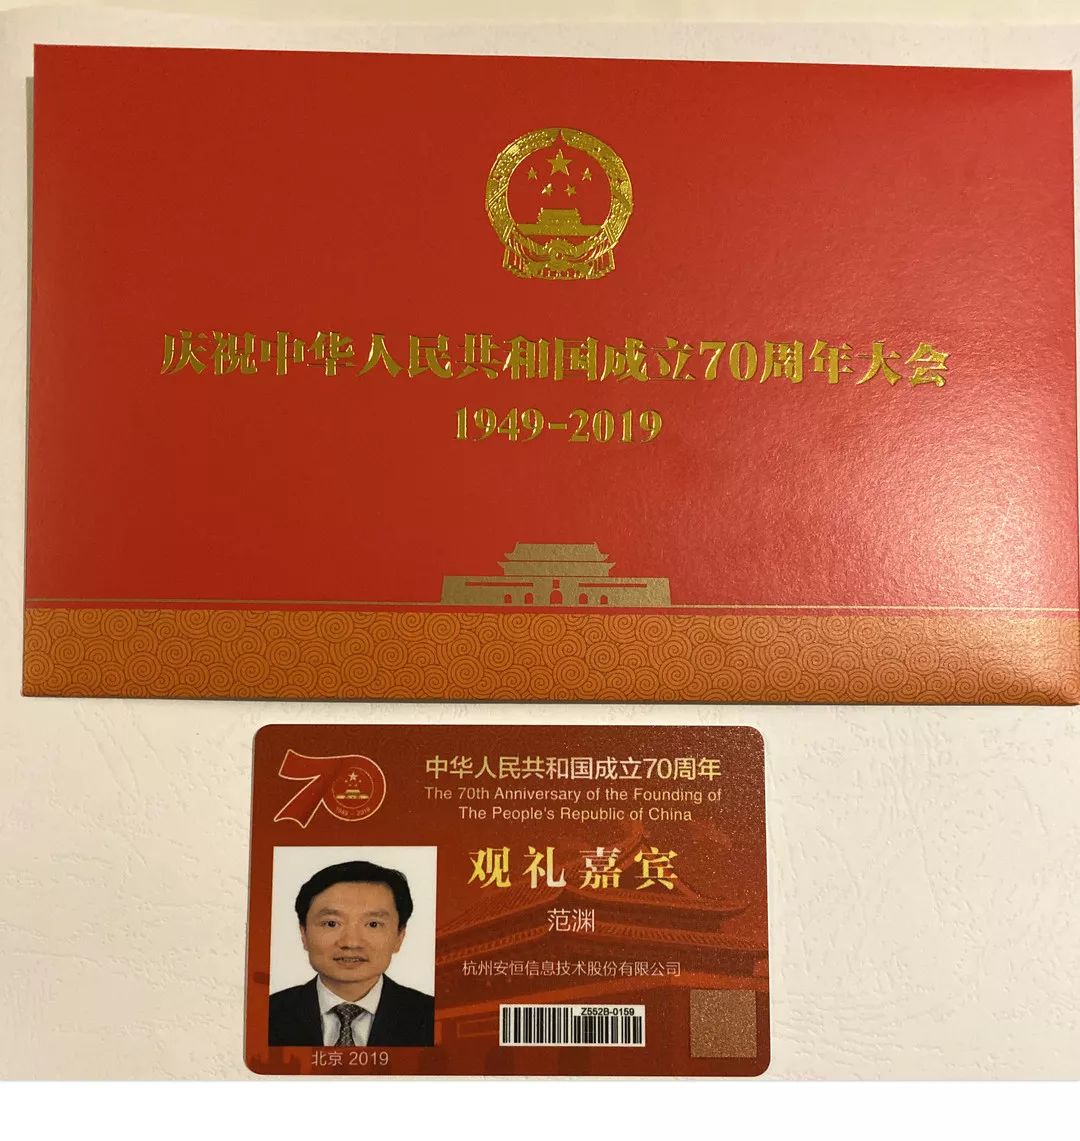 庆祝中华人民共和国成立70周年大会
1949-2019
70
1949-2019
中华人民共和国成立70周年
The 70th Anniversary of the Founding of
The People's Republic of China
观礼嘉宾
范渊
杭州安恒信息技术股份有限公司
Z552B-0159
北京 2019